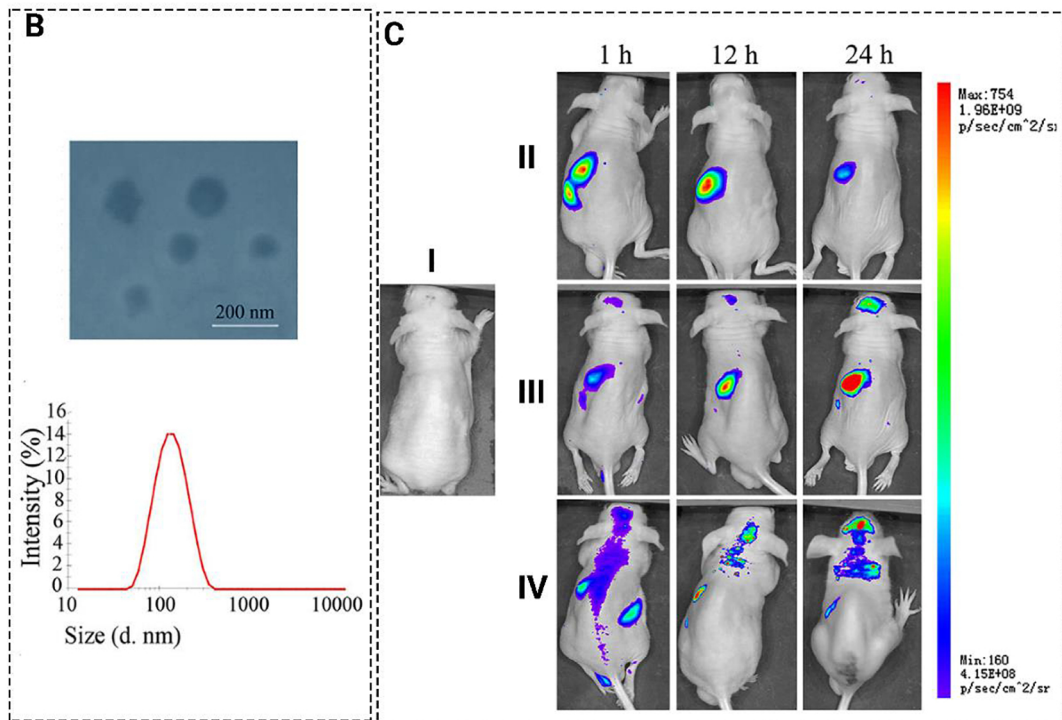 B
200 nm
Intensity (%)
16
14
12
10
8
6
4
2
0
10 100 1000 10000
Size (d. nm)
C
1 h 12 h 24 h
I
II
III
IV
Max:754
1.96E+09
p/sec/cm^2/s
Min:160
4.15E+08
p/sec/cm^2/sr